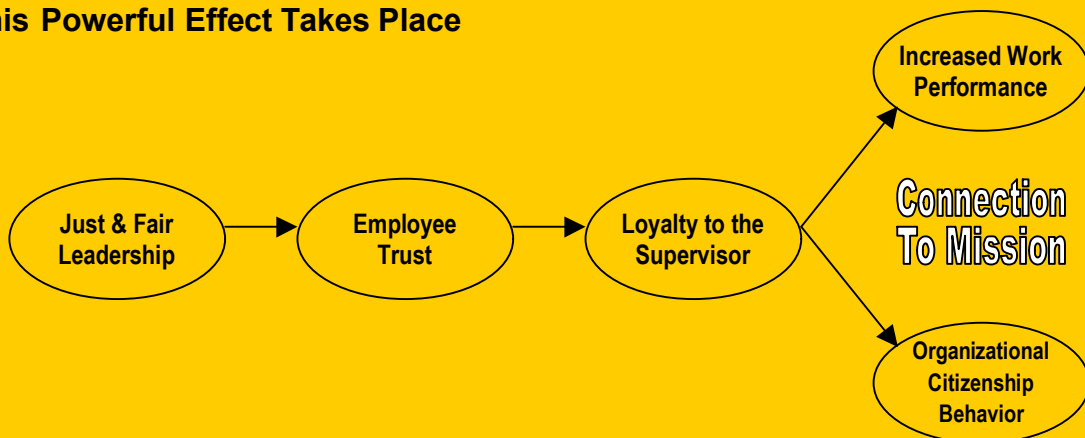 Powerful Effect Takes Place
Just & Fair
Leadership
Employee
Trust
Loyalty to the
Supervisor
Increased Work
Performance
Connection
To Mission
Organizational
Citizenship
Behavior